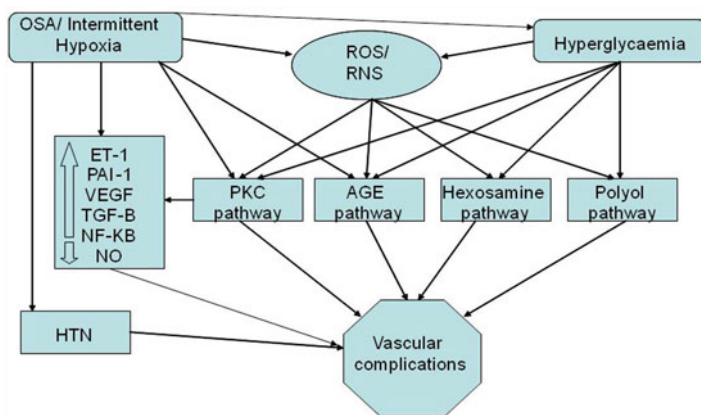 OSA/ Intermittent
Hypoxia
ROS/
RNS
Hyperglycaemia
ET-1
PAI-1
VEGF
TGF-B
NF-KB
NO
PKC
pathway
AGE
pathway
Hexosamine
pathway
Polyol
pathway
HTN
Vascular
complications